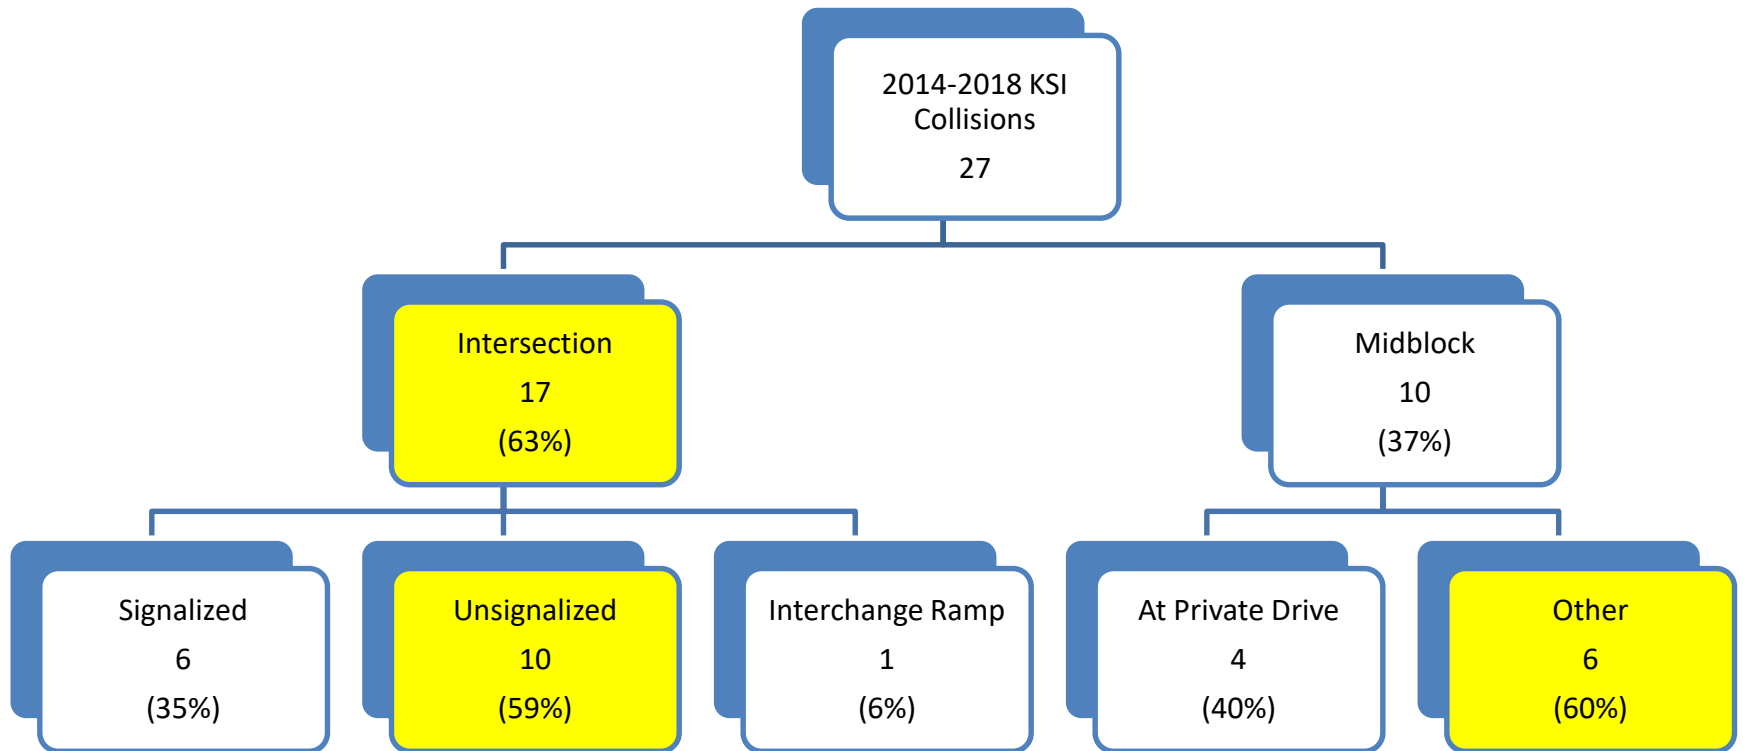 2014-2018 KSI
Collisions
27
Intersection
17
(63%)
Midblock
10
(37%)
Signalized
6
(35%)
Unsignalized
10
(59%)
Interchange Ramp
1
(6%)
At Private Drive
4
(40%)
Other
6
(60%)